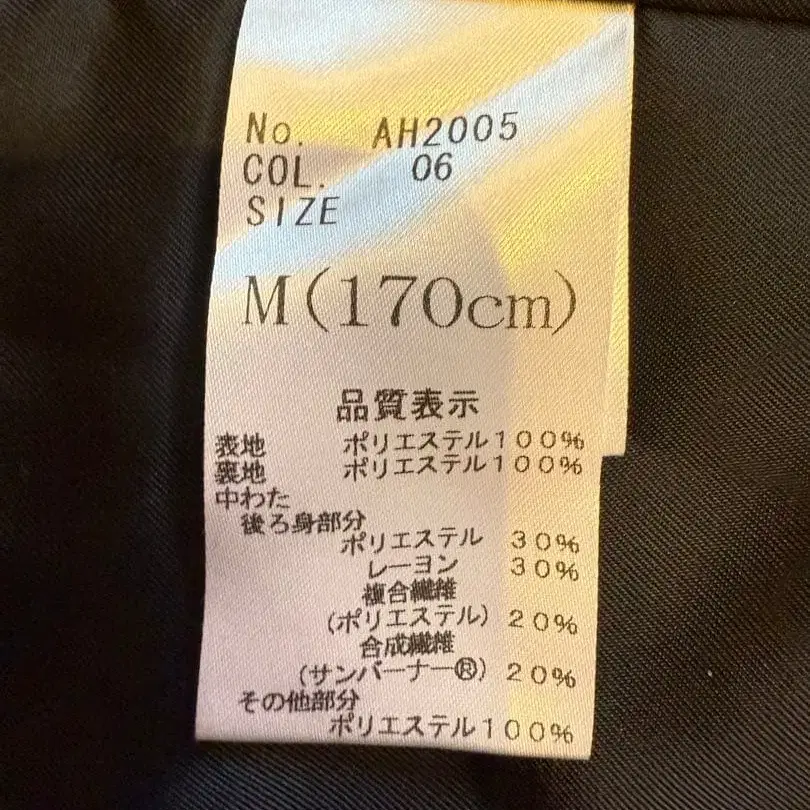 No. AH2005
COL. 06
SIZE
M(170cm)
品質表示
表地 ポリエステル100%
裏地 ポリエステル100%
中わた
後ろ身部分
ポリエステル 30%
レーヨン 30%
複合繊維
(ポリエステル) 20%
合成繊維
(サンバーナー®) 20%
その他部分
ポリエステル100%